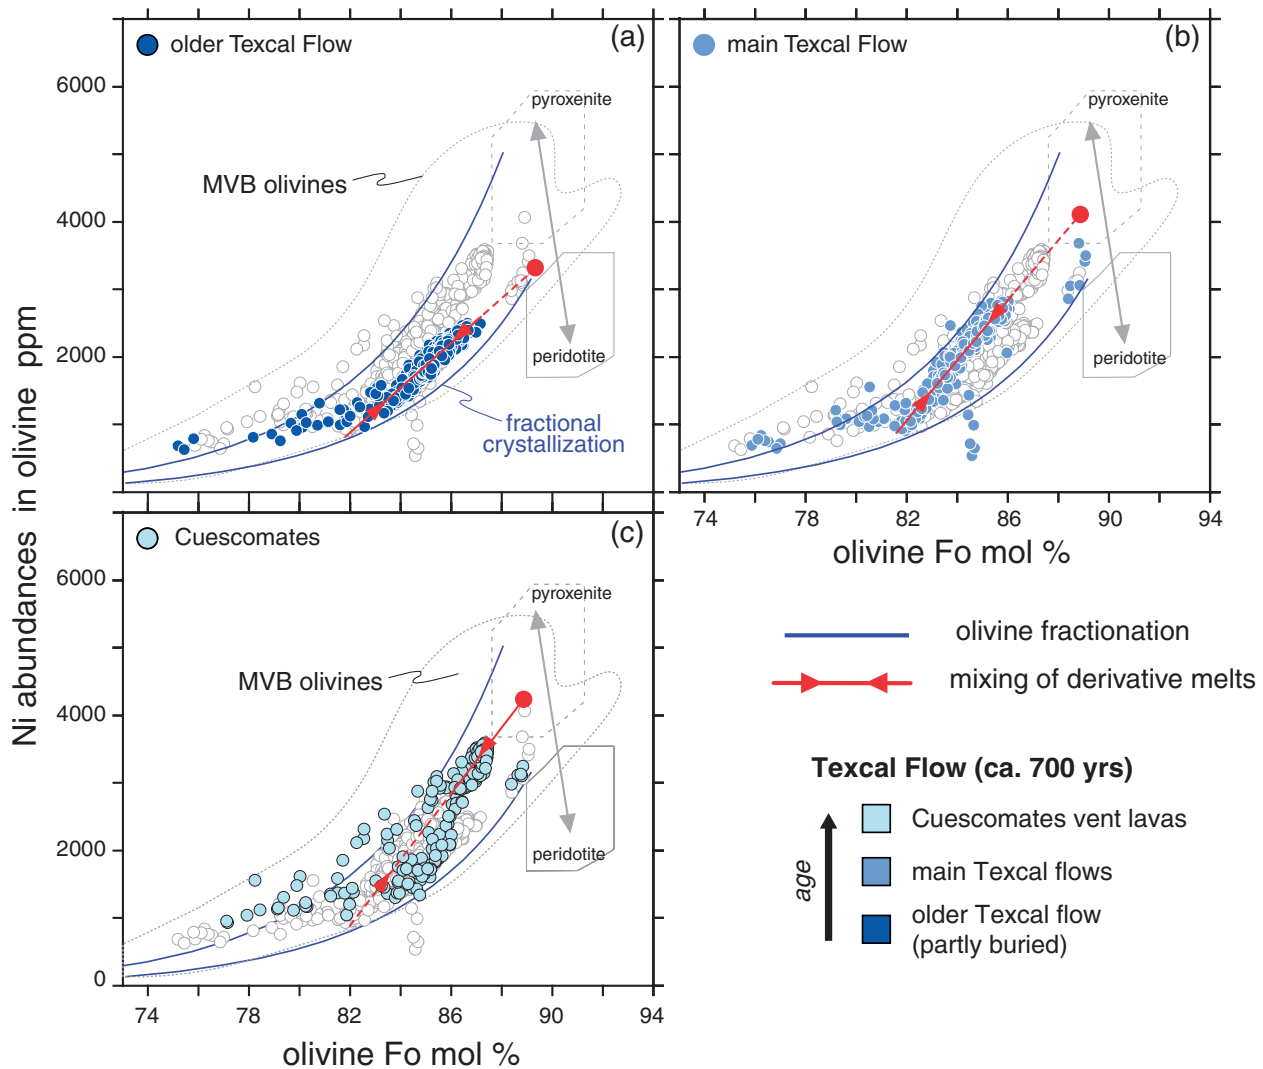 older Texcal Flow
(a)
6000
pyroxenite
MVB olivines
4000
2000
peridotite
fractional
crystallization
main Texcal Flow
(b)
pyroxenite
peridotite
74
78
82
86
90
94
olivine Fo mol %
Ni abundances in olivine ppm
Cuescomates
(c)
6000
pyroxenite
MVB olivines
4000
2000
peridotite
0
74
78
82
86
90
94
olivine Fo mol %
olivine fractionation
mixing of derivative melts
Texcal Flow (ca. 700 yrs)
age
Cuescomates vent lavas
main Texcal flows
older Texcal flow
(partly buried)